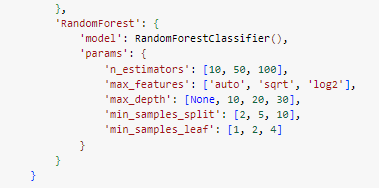 },
'RandomForest': {
'model': RandomForestClassifier(),
'params': {
'n_estimators': [10, 50, 100],
'max_features': ['auto', 'sqrt', 'log2'],
'max_depth': [None, 10, 20, 30],
'min_samples_split': [2, 5, 10],
'min_samples_leaf': [1, 2, 4]
}
}
}